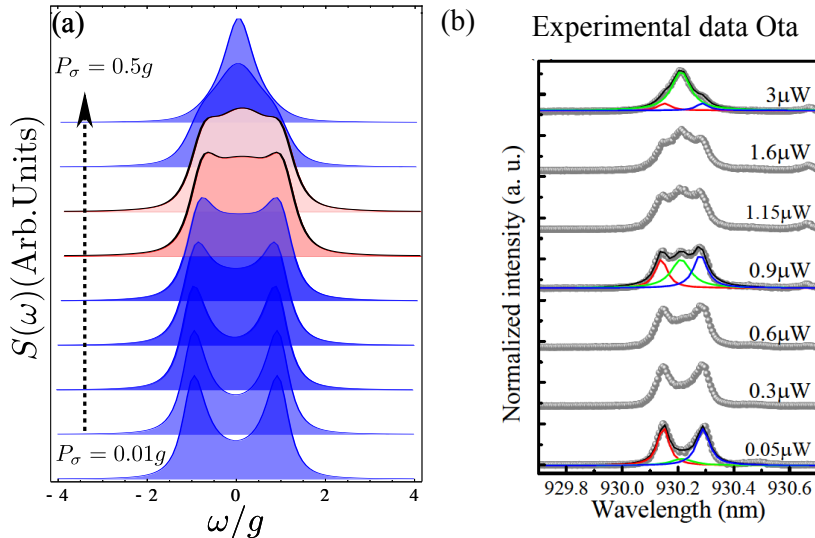 (a)
P_σ = 0.5g
P_σ = 0.01g
S(ω)(Arb.Units)
-4 -2 0 2 4
ω/g
(b) Experimental data Ota
3μW
1.6μW
1.15μW
0.9μW
0.6μW
0.3μW
0.05μW
Normalized intensity (a. u.)
929.8 930.0 930.2 930.4 930.6
Wavelength (nm)